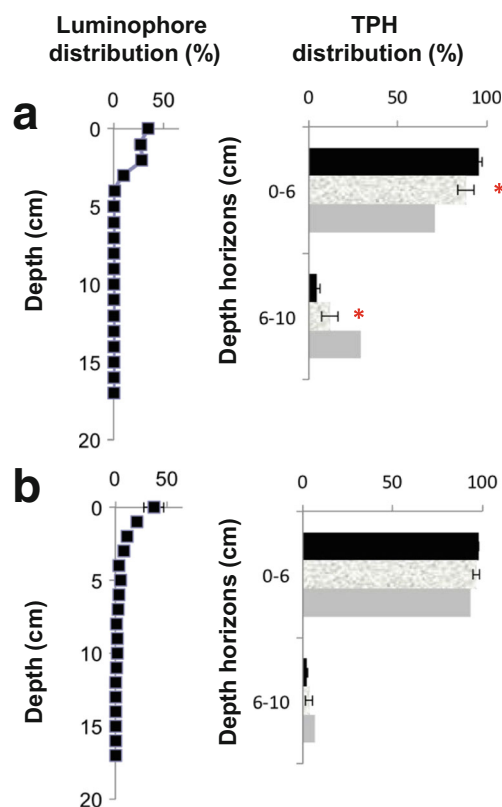 Luminophore
distribution (%)
TPH
distribution (%)
a
0 50
0
5
10
15
20
Depth (cm)
0 50 100
0-6
*
6-10
*
Depth horizons (cm)
b
0 50
0
5
10
15
20
Depth (cm)
0 50 100
0-6
6-10
Depth horizons (cm)